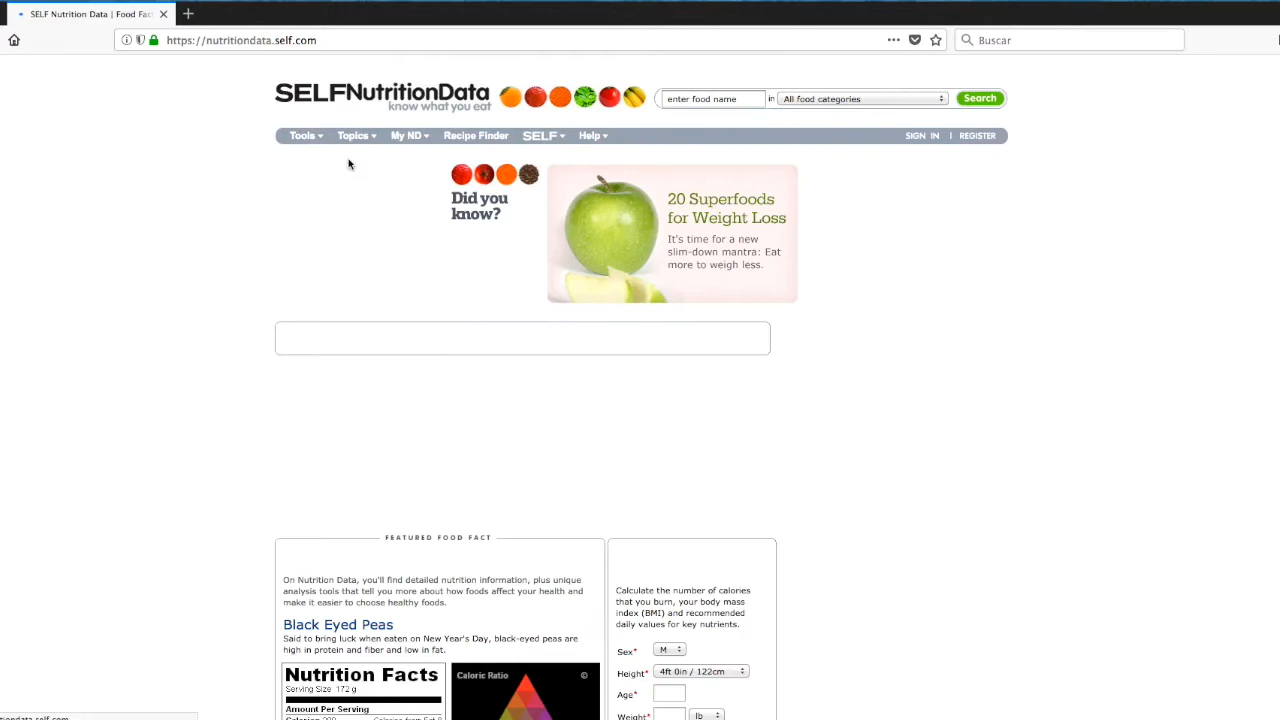 SELF Nutrition Data | Food Fac
https://nutritiondata.self.com
Buscar
SELFNutritionData
know what you eat
enter food name in All food categories Search
Tools Topics My ND Recipe Finder SELF Help SIGN IN | REGISTER
Did you
know?
20 Superfoods
for Weight Loss
It's time for a new
slim-down mantra: Eat
more to weigh less.
FEATURED FOOD FACT
On Nutrition Data, you'll find detailed nutrition information, plus unique
analysis tools that tell you more about how foods affect your health and
make it easier to choose healthy foods.
Black Eyed Peas
Said to bring luck when eaten on New Year's Day, black-eyed peas are
high in protein and fiber and low in fat.
Nutrition Facts
Serving Size 172 g
Amount Per Serving
Caloric Ratio ©
Calculate the number of calories
that you burn, your body mass
index (BMI) and recommended
daily values for key nutrients.
Sex* M
Height* 4ft 0in / 122cm
Age*
Weight* lb